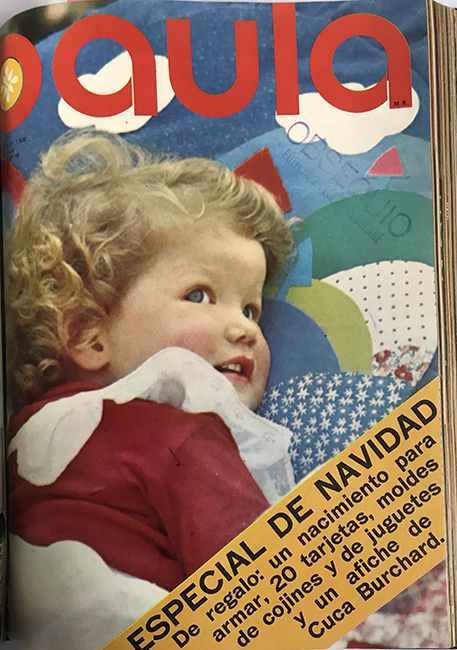 paula
M.R.
OBSEQUIO
ESPECIAL DE NAVIDAD
De regalo: un nacimiento para
armar, 20 tarjetas, moldes
de cojines y de juguetes
y un afiche de
Cuca Burchard.